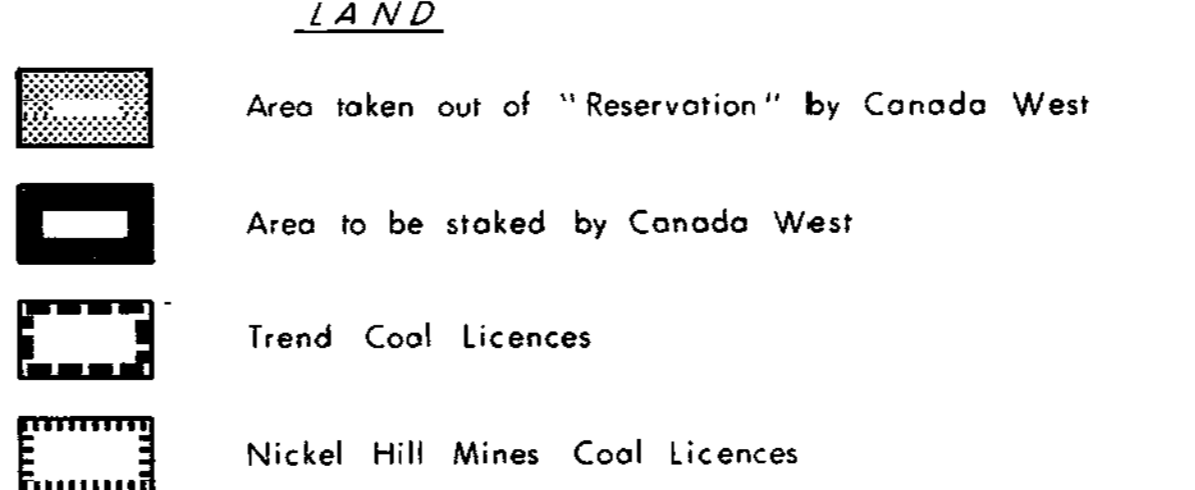 LAND
Area taken out of "Reservation" by Canada West
Area to be staked by Canada West
Trend Coal Licences
Nickel Hill Mines Coal Licences